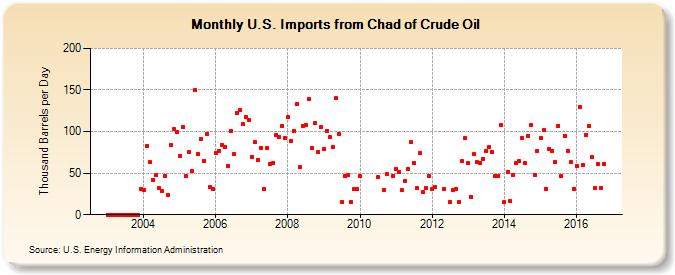 Monthly U.S. Imports from Chad of Crude Oil
Thousand Barrels per Day
200
150
100
50
0
2004 2006 2008 2010 2012 2014 2016
Source: U.S. Energy Information Administration